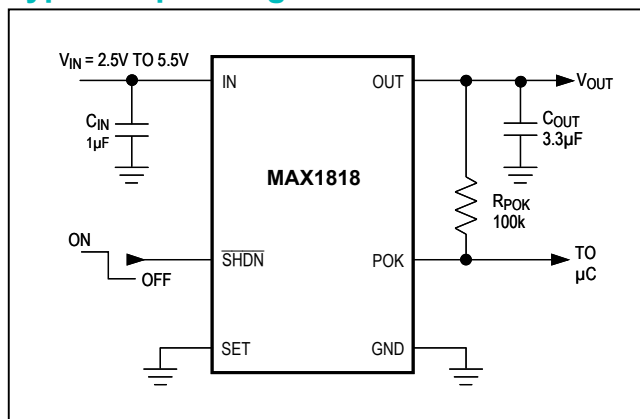 VIN = 2.5V TO 5.5V
IN
OUT
VOUT
CIN
1µF
COUT
3.3µF
MAX1818
RPOK
100k
ON
OFF
SHDN
POK
TO
µC
SET
GND